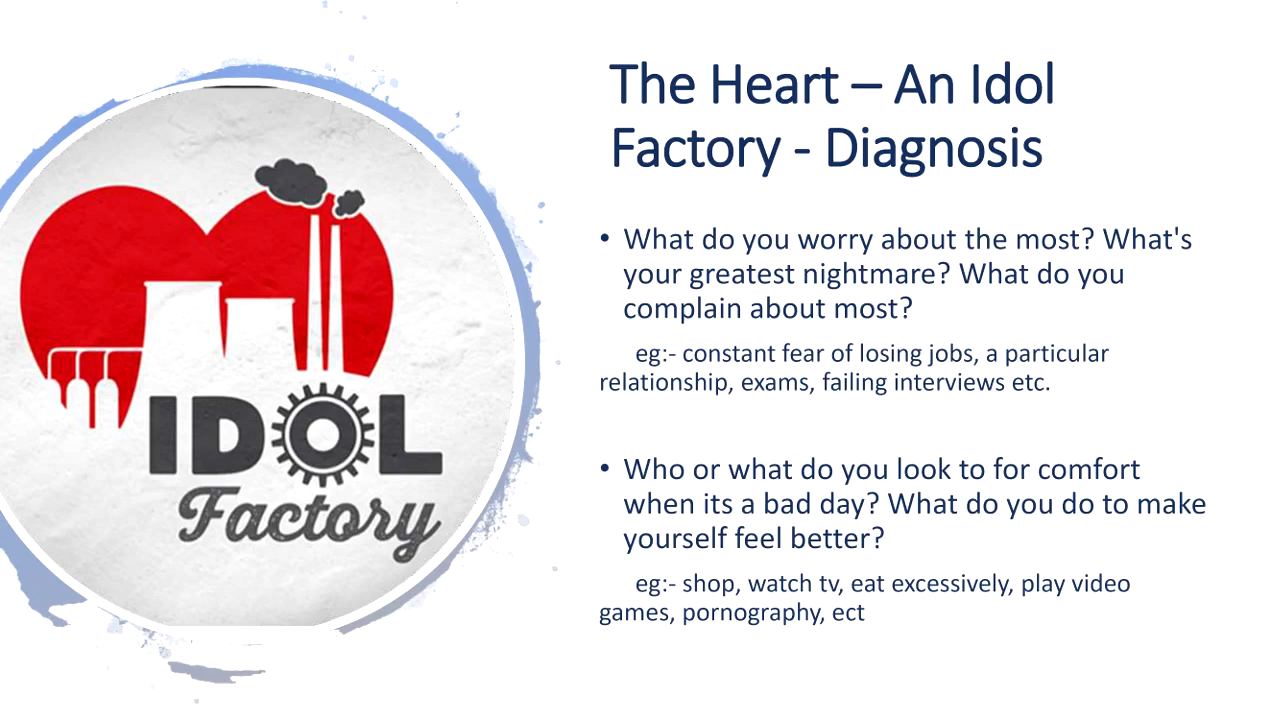 The Heart – An Idol
Factory - Diagnosis
• What do you worry about the most? What's
your greatest nightmare? What do you
complain about most?
eg:- constant fear of losing jobs, a particular
relationship, exams, failing interviews etc.
• Who or what do you look to for comfort
when its a bad day? What do you do to make
yourself feel better?
eg:- shop, watch tv, eat excessively, play video
games, pornography, ect
IDOL
Factory